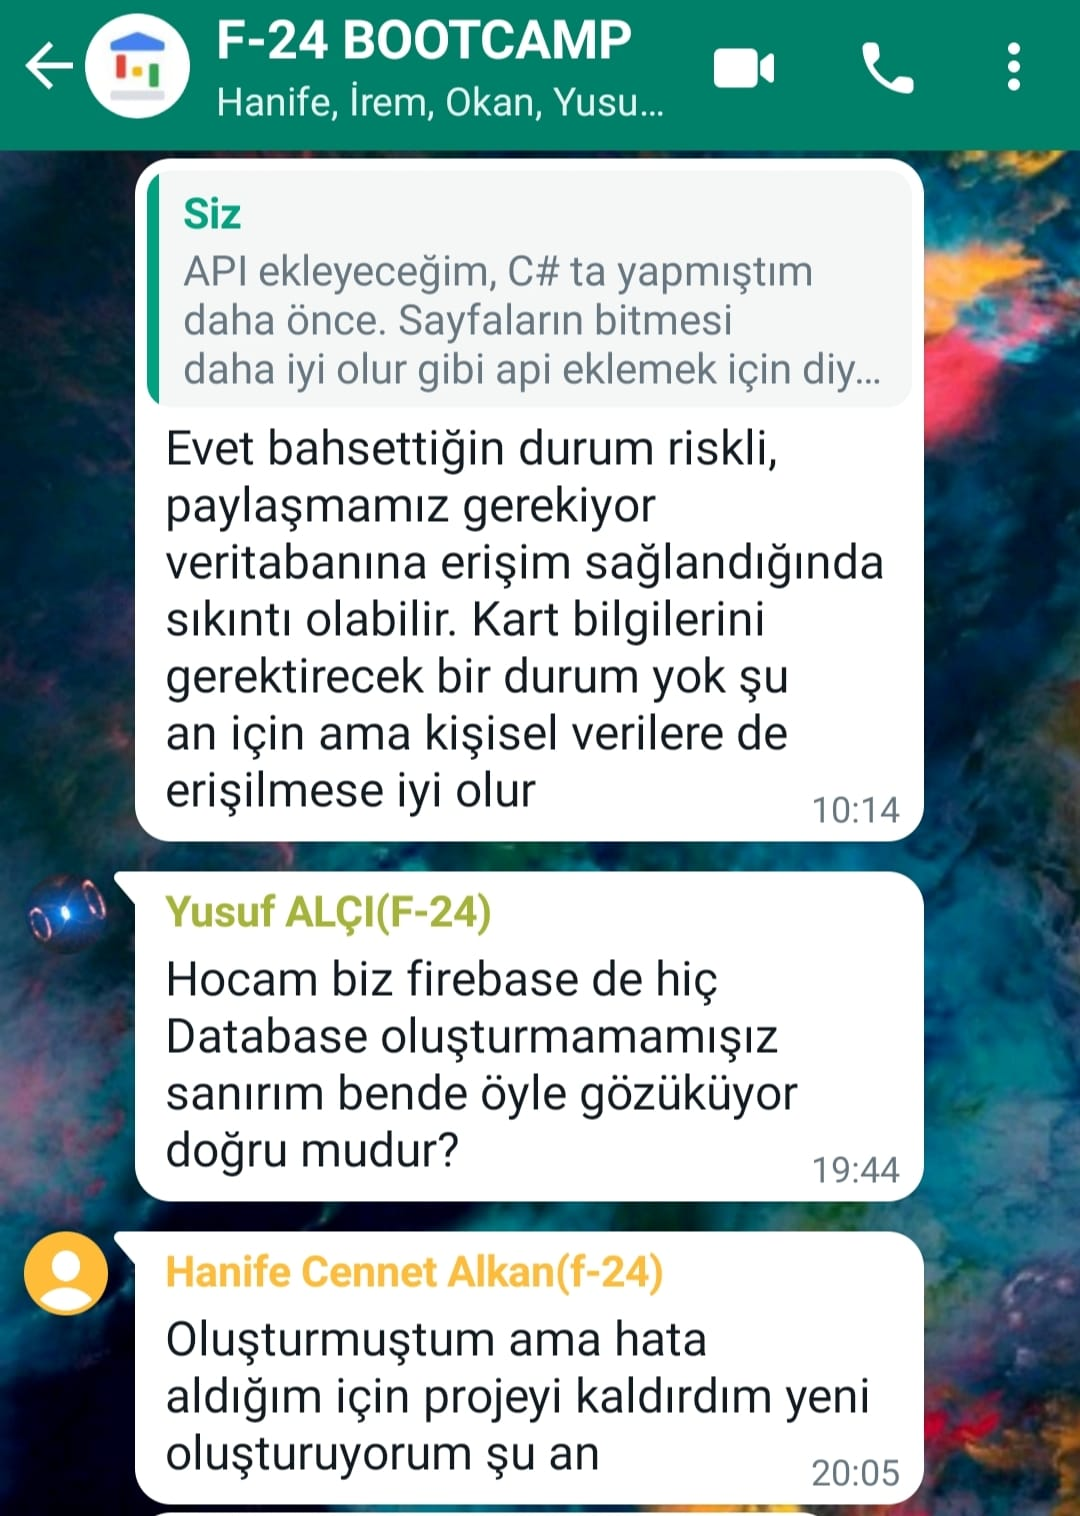 F-24 BOOTCAMP
Hanife, İrem, Okan, Yusu...
Siz
API ekleyeceğim, C# ta yapmıştım
daha önce. Sayfaların bitmesi
daha iyi olur gibi api eklemek için diy...
Evet bahsettiğin durum riskli,
paylaşmamız gerekiyor
veritabanına erişim sağlandığında
sıkıntı olabilir. Kart bilgilerini
gerektirecek bir durum yok şu
an için ama kişisel verilere de
erişilmese iyi olur
10:14
Yusuf ALÇI(F-24)
Hocam biz firebase de hiç
Database oluşturmamamışız
sanırım bende öyle gözüküyor
doğru mudur?
19:44
Hanife Cennet Alkan(f-24)
Oluşturmuştum ama hata
aldığım için projeyi kaldırdım yeni
oluşturuyorum şu an
20:05